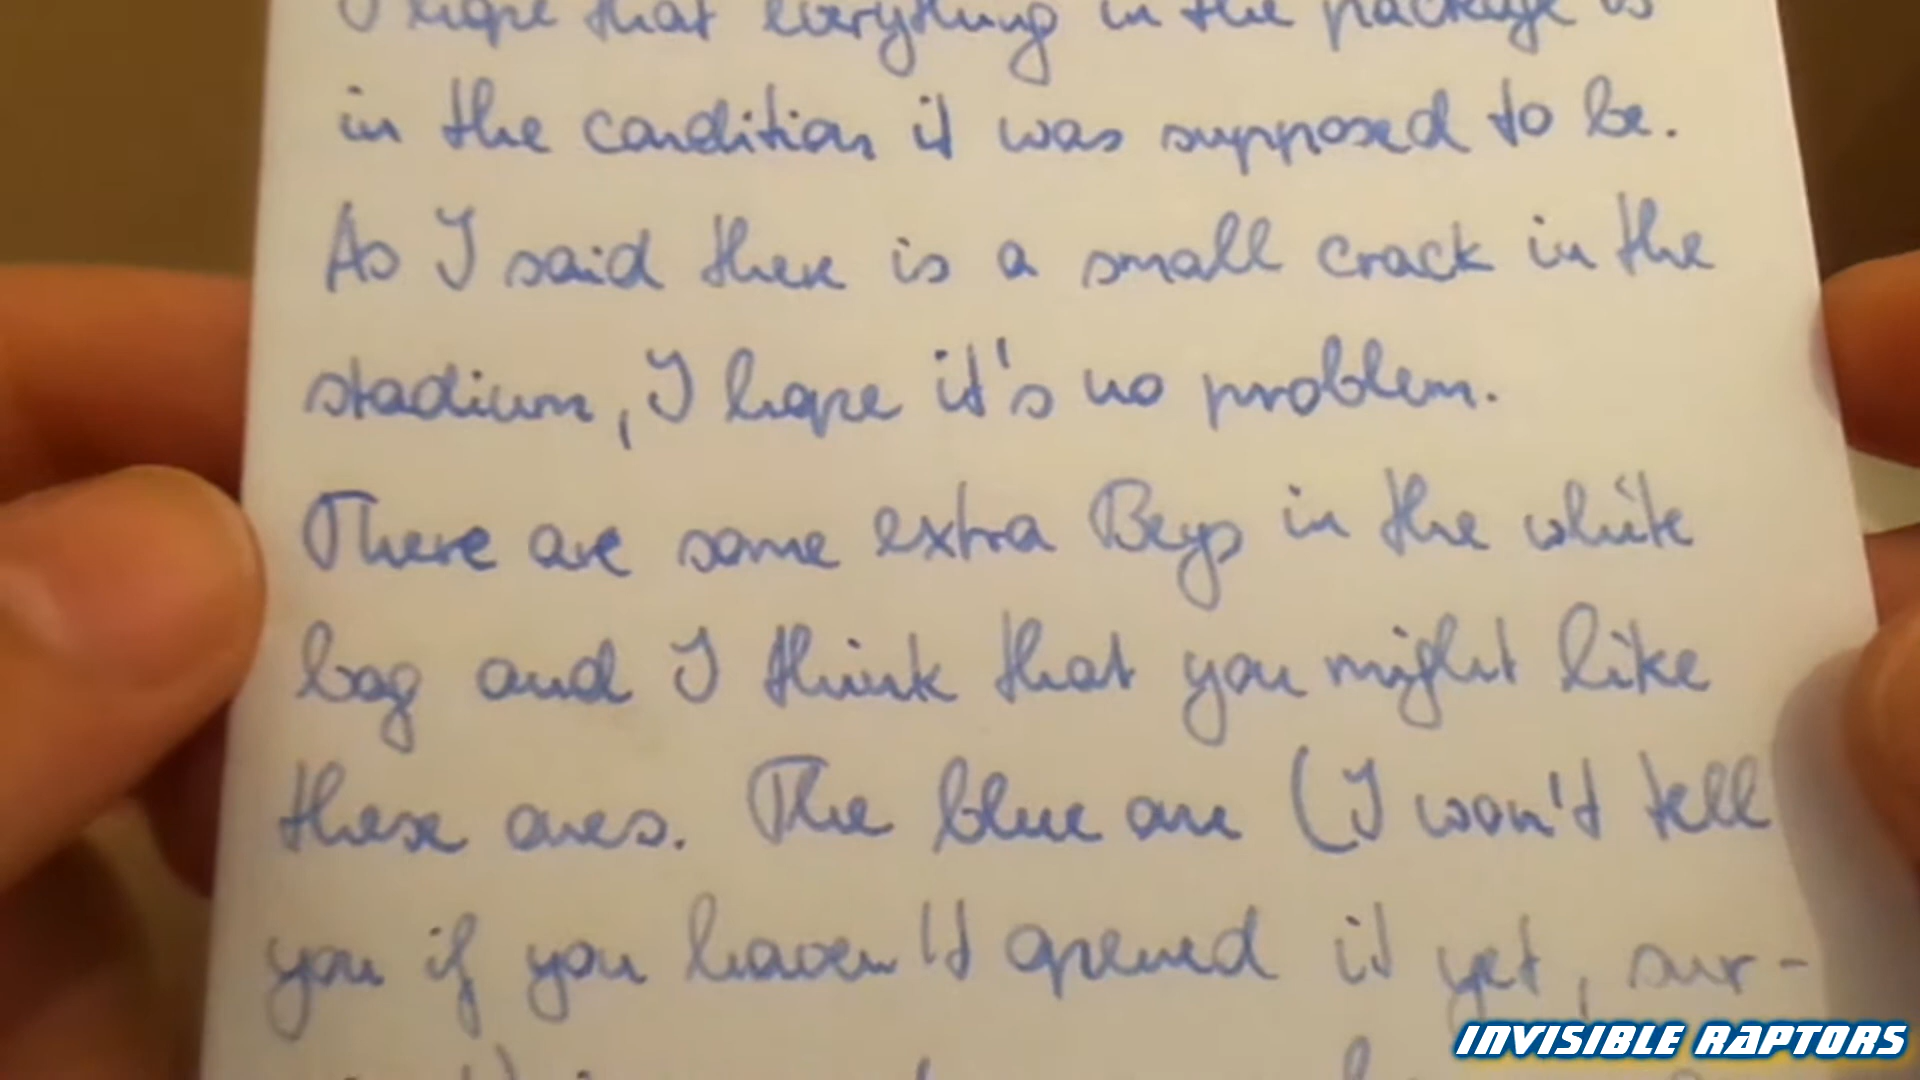 I hope that everything in the package is
in the condition it was supposed to be.
As I said there is a small crack in the
stadium, I hope it's no problem.
There are some extra Beys in the white
bag and I think that you might like
these ones. The blue one (I won't tell
you if you haven't opened it yet, sur-
INVISIBLE RAPTORS